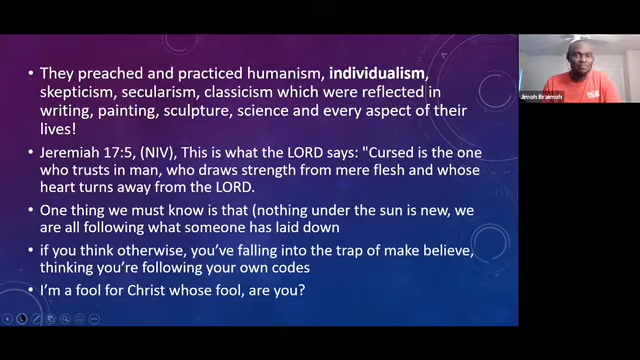 • They preached and practiced humanism, individualism,
skepticism, secularism, classicism which were reflected in
writing, painting, sculpture, science and every aspect of their
lives!
• Jeremiah 17:5, (NIV), This is what the LORD says: "Cursed is the one
who trusts in man, who draws strength from mere flesh and whose
heart turns away from the LORD.
• One thing we must know is that (nothing under the sun is new, we
are all following what someone has laid down
• if you think otherwise, you've falling into the trap of make believe,
thinking you're following your own codes
• I'm a fool for Christ whose fool, are you?
Jimoh Braimoh